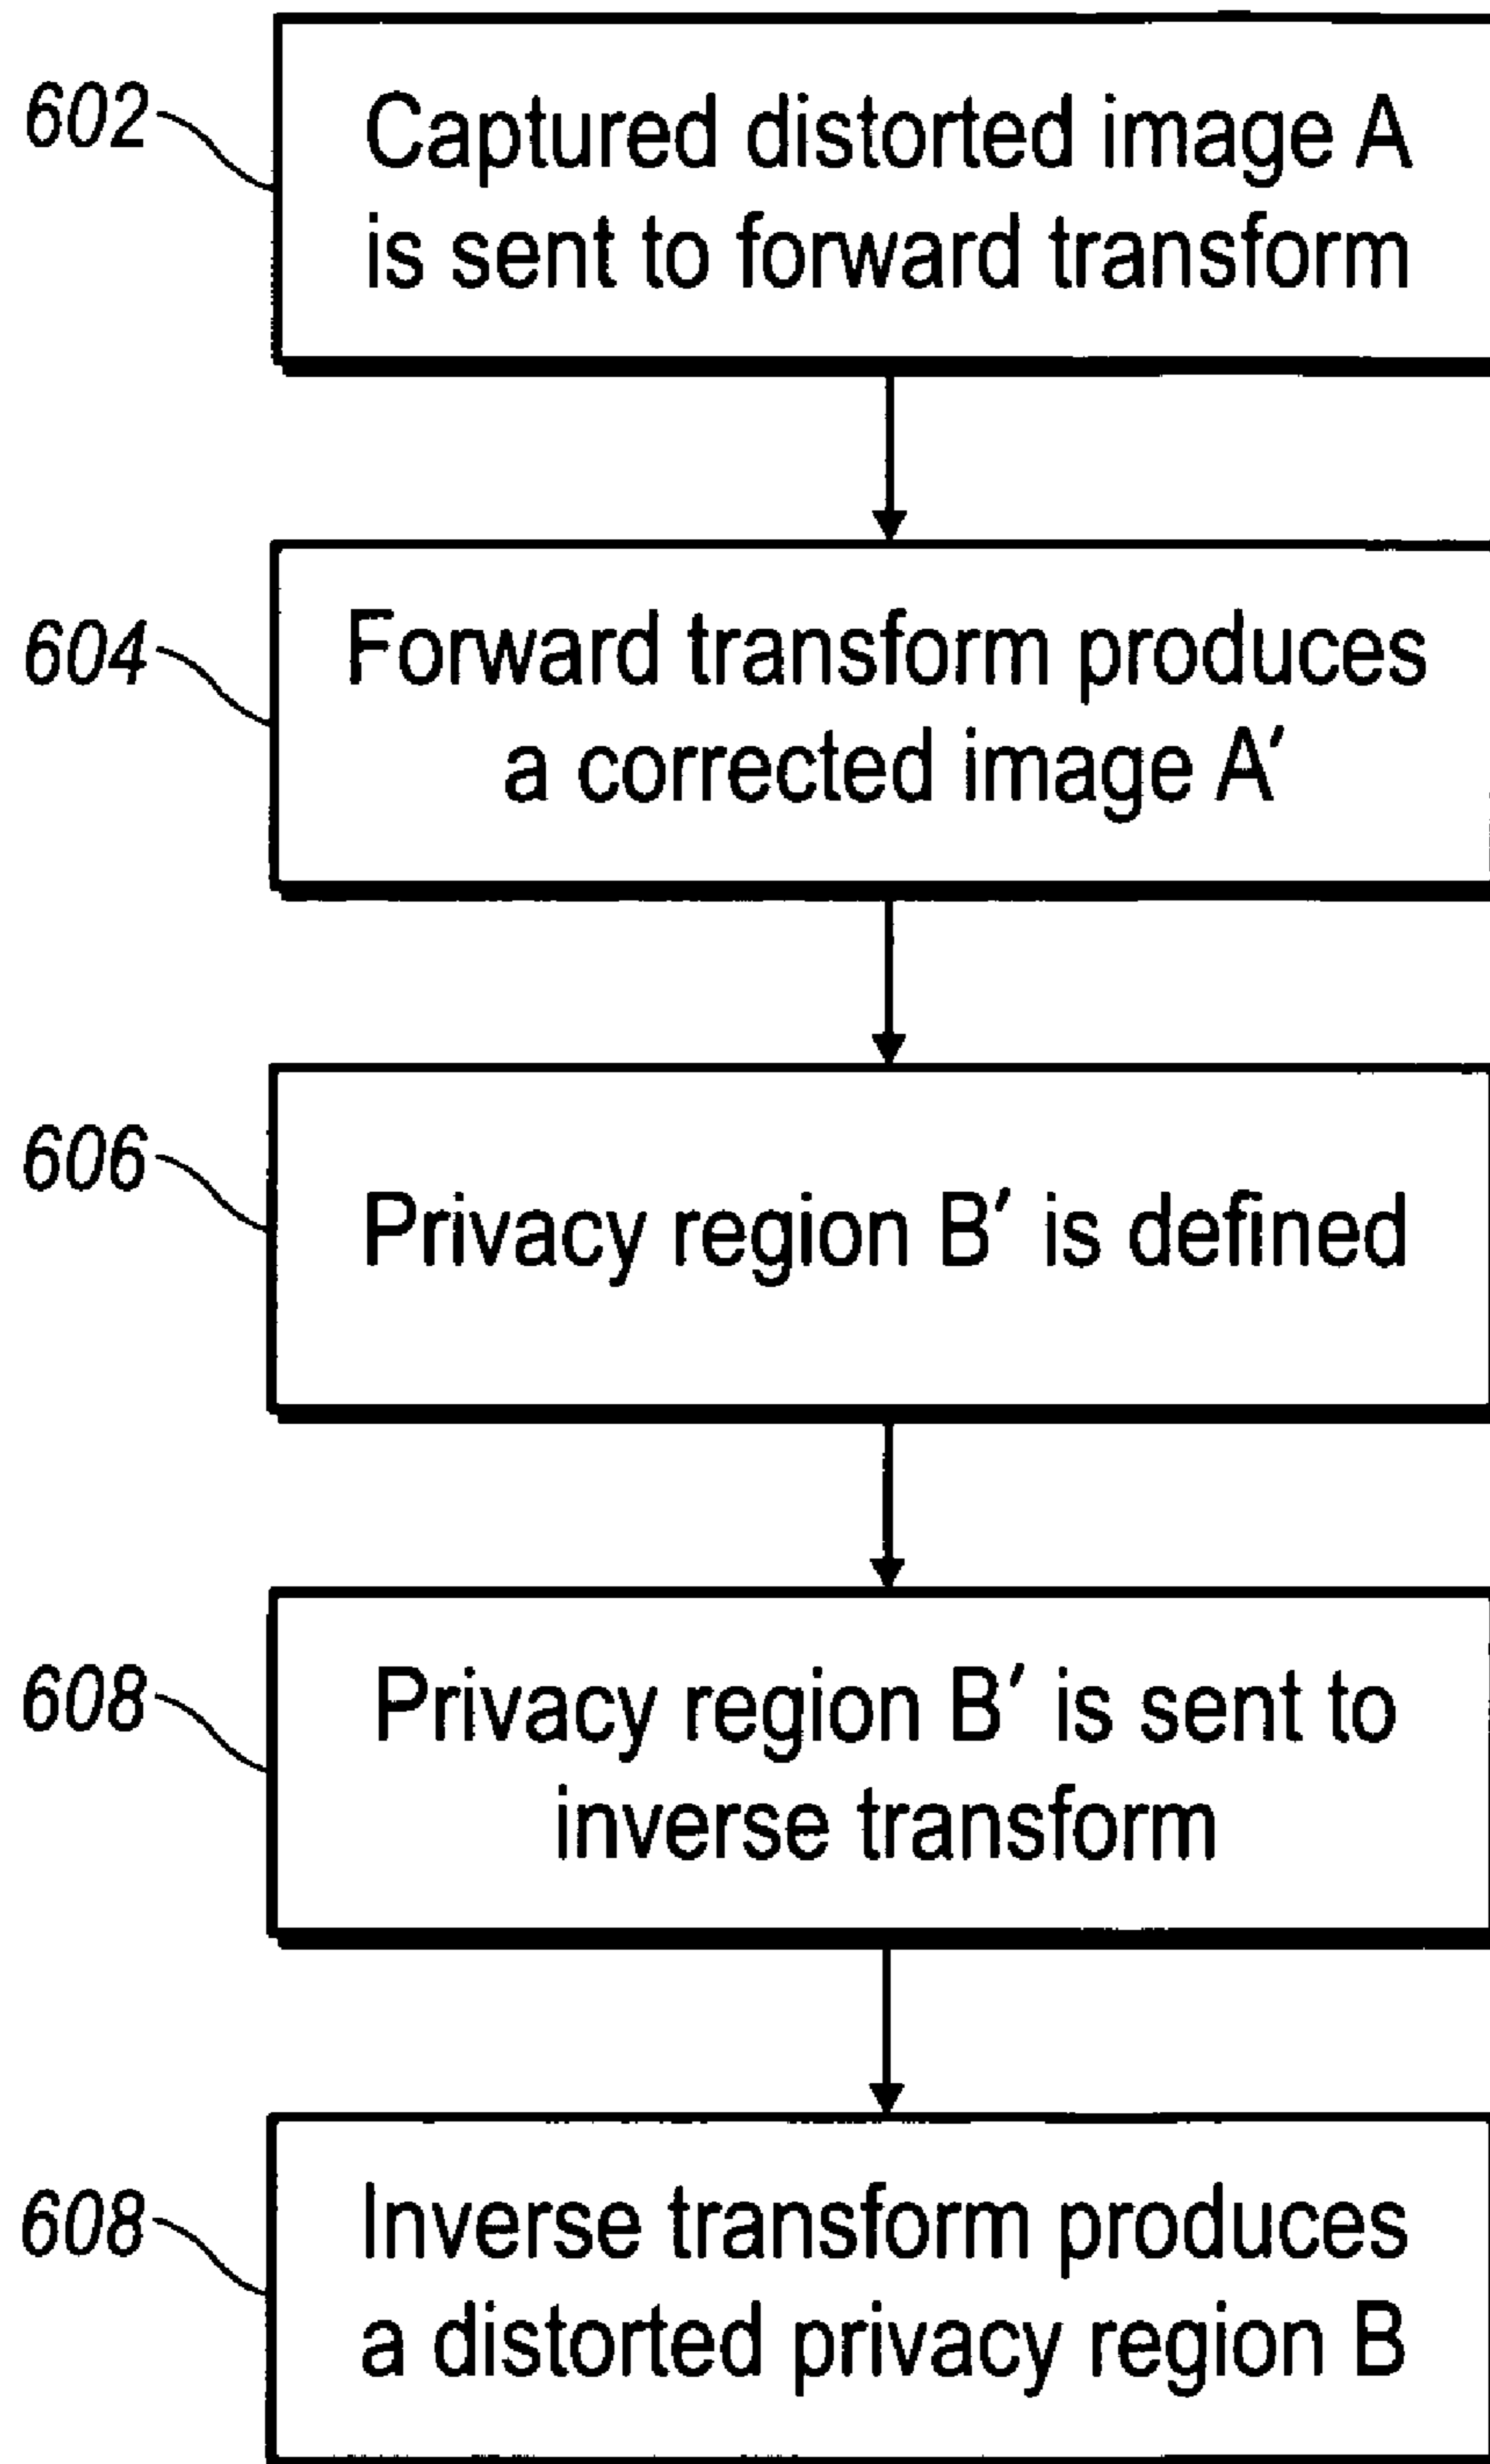 602
Captured distorted image A
is sent to forward transform
604
Forward transform produces
a corrected image A′
606
Privacy region B′ is defined
608
Privacy region B′ is sent to
inverse transform
608
Inverse transform produces
a distorted privacy region B